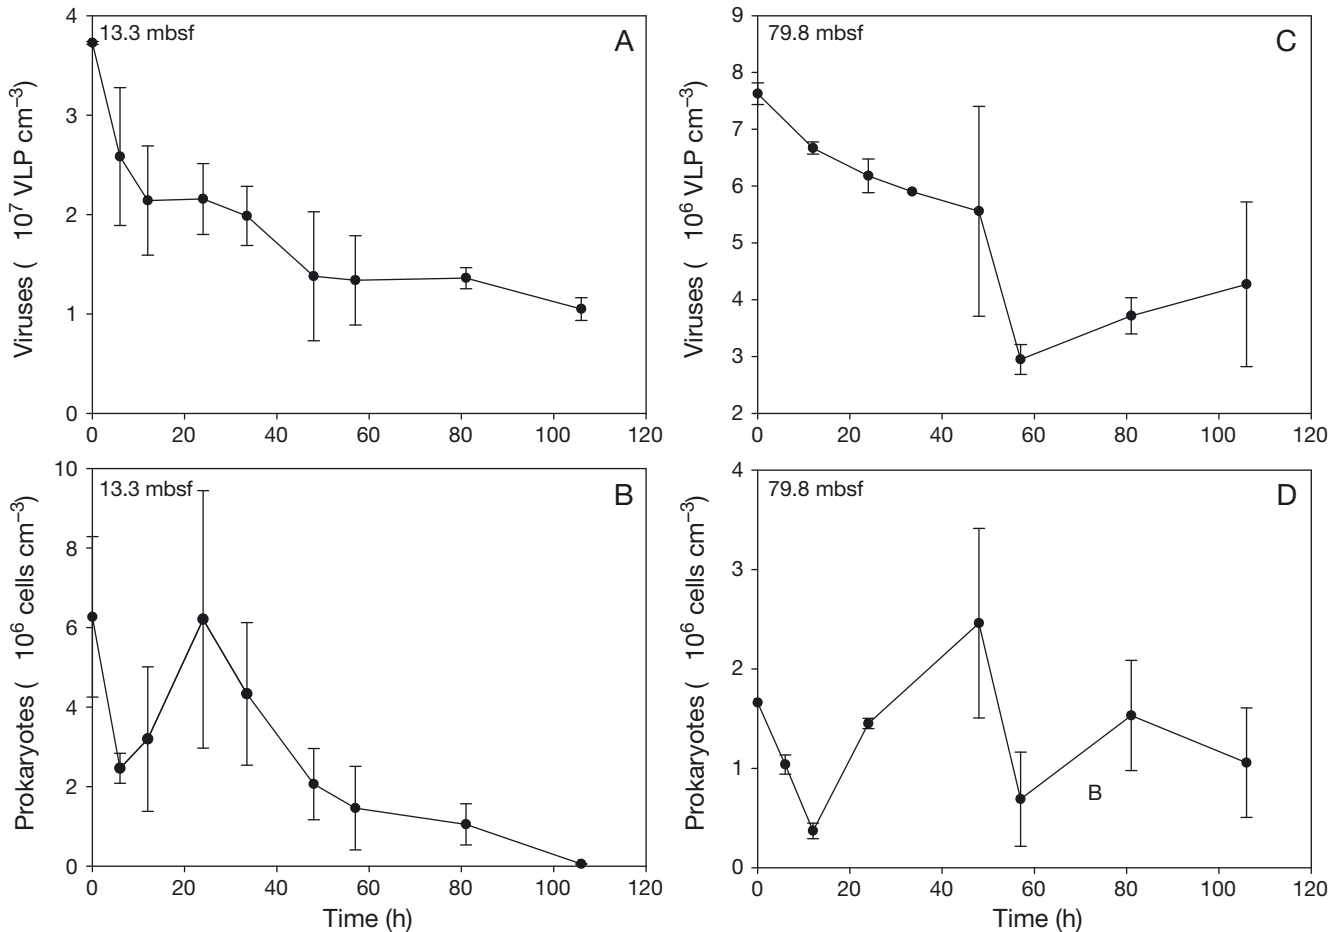 13.3 mbsf
A
Viruses ( 10⁷ VLP cm⁻³)
4
3
2
1
0
0 20 40 60 80 100 120
79.8 mbsf
C
Viruses ( 10⁶ VLP cm⁻³)
9
8
7
6
5
4
3
2
0 20 40 60 80 100 120
13.3 mbsf
B
Prokaryotes ( 10⁶ cells cm⁻³)
10
8
6
4
2
0
0 20 40 60 80 100 120
Time (h)
79.8 mbsf
D
Prokaryotes ( 10⁶ cells cm⁻³)
4
3
2
1
0
B
0 20 40 60 80 100 120
Time (h)